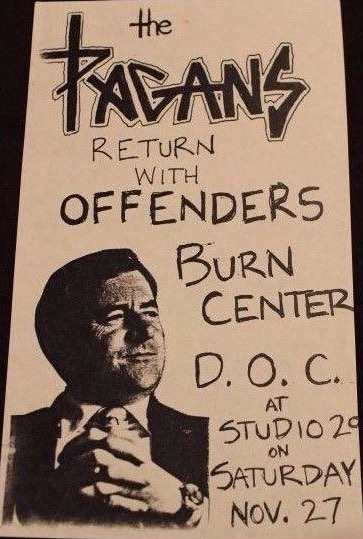 the
PAGANS
RETURN
WITH
OFFENDERS
BURN
CENTER
D. O. C.
AT
STUDIO 29
ON
SATURDAY
NOV. 27